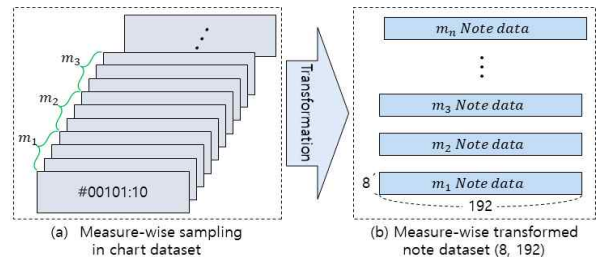 m₃
m₂
m₁
#00101:10
Transformation
mₙ Note data
m₃ Note data
m₂ Note data
m₁ Note data
8
192
(a) Measure-wise sampling
in chart dataset
(b) Measure-wise transformed
note dataset (8, 192)